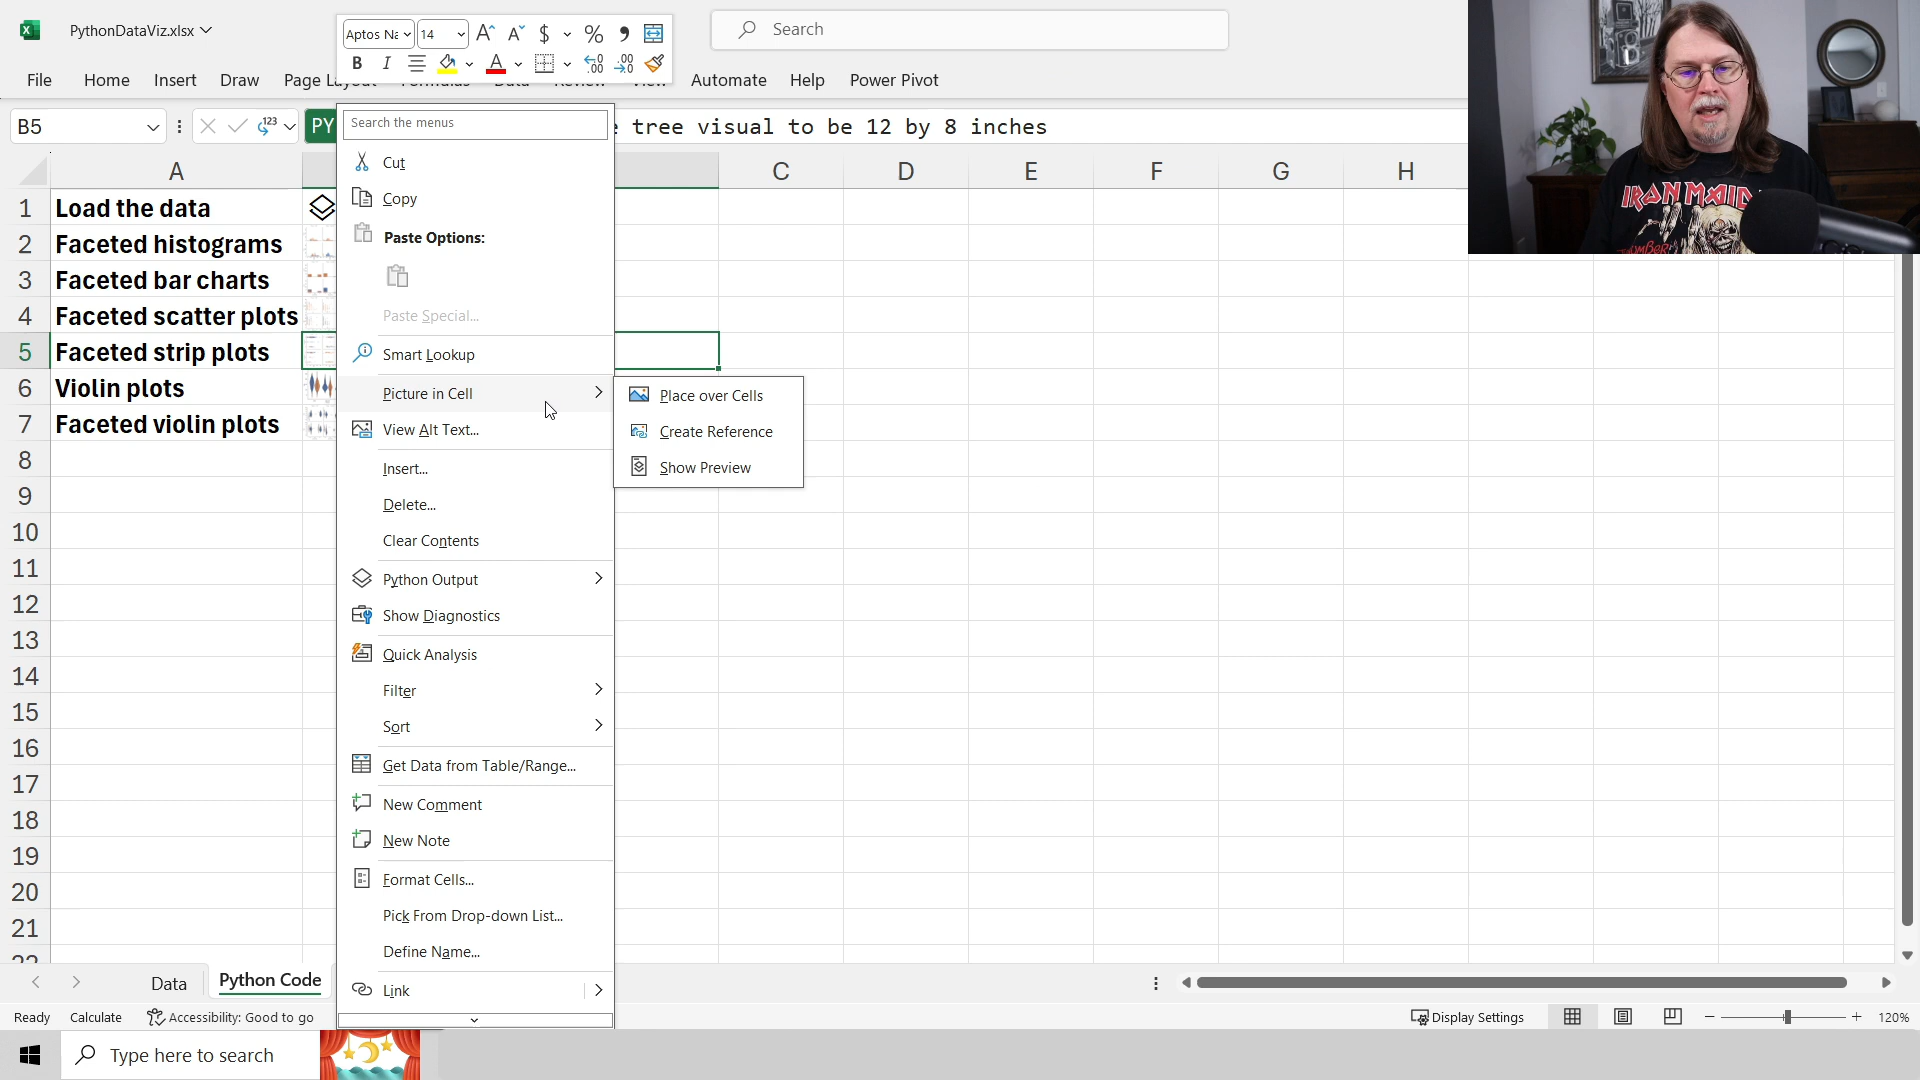 PythonDataViz.xlsx
Aptos Na
14
$
%
Search
B
I
A
File
Home
Insert
Draw
Automate
Help
Power Pivot
B5
PY
tree visual to be 12 by 8 inches
A
C
D
E
F
G
H
1 Load the data
2 Faceted histograms
3 Faceted bar charts
4 Faceted scatter plots
5 Faceted strip plots
6 Violin plots
7 Faceted violin plots
8
9
10
11
12
13
14
15
16
17
18
19
20
21
22
Search the menus
Cut
Copy
Paste Options:
Paste Special...
Smart Lookup
Picture in Cell
View Alt Text...
Insert...
Delete...
Clear Contents
Python Output
Show Diagnostics
Quick Analysis
Filter
Sort
Get Data from Table/Range...
New Comment
New Note
Format Cells...
Pick From Drop-down List...
Define Name...
Link
Place over Cells
Create Reference
Show Preview
IRON MAID
Data
Python Code
Ready
Calculate
Accessibility: Good to go
Display Settings
120%
Type here to search